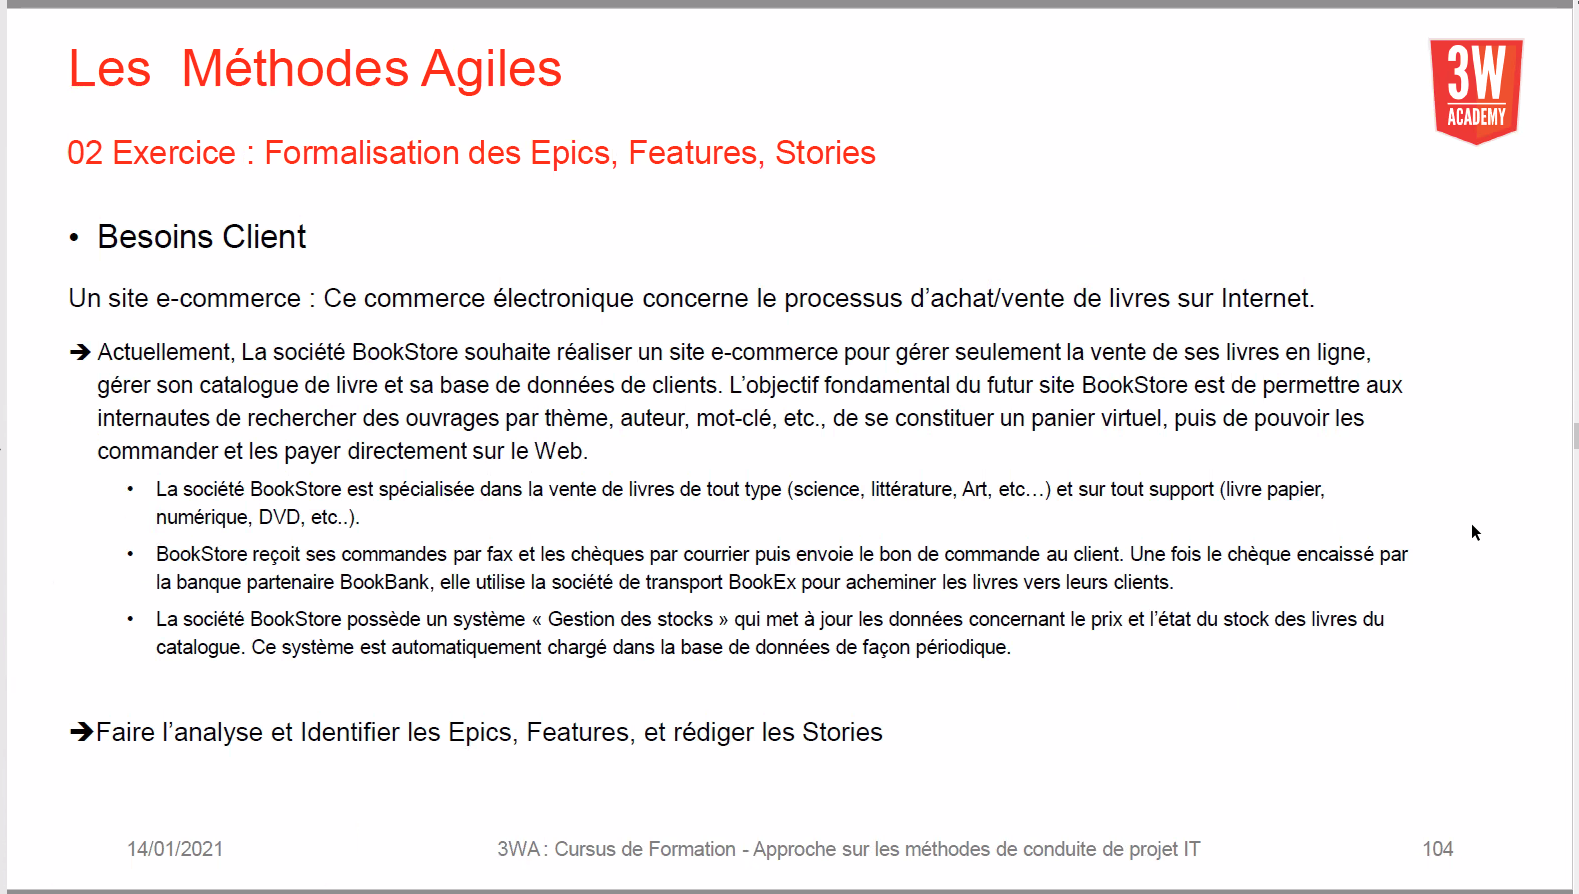 Les Méthodes Agiles
3W
ACADEMY
02 Exercice : Formalisation des Epics, Features, Stories
• Besoins Client
Un site e-commerce : Ce commerce électronique concerne le processus d’achat/vente de livres sur Internet.
➔ Actuellement, La société BookStore souhaite réaliser un site e-commerce pour gérer seulement la vente de ses livres en ligne,
gérer son catalogue de livre et sa base de données de clients. L’objectif fondamental du futur site BookStore est de permettre aux
internautes de rechercher des ouvrages par thème, auteur, mot-clé, etc., de se constituer un panier virtuel, puis de pouvoir les
commander et les payer directement sur le Web.
• La société BookStore est spécialisée dans la vente de livres de tout type (science, littérature, Art, etc…) et sur tout support (livre papier,
numérique, DVD, etc..).
• BookStore reçoit ses commandes par fax et les chèques par courrier puis envoie le bon de commande au client. Une fois le chèque encaissé par
la banque partenaire BookBank, elle utilise la société de transport BookEx pour acheminer les livres vers leurs clients.
• La société BookStore possède un système « Gestion des stocks » qui met à jour les données concernant le prix et l’état du stock des livres du
catalogue. Ce système est automatiquement chargé dans la base de données de façon périodique.
➔Faire l’analyse et Identifier les Epics, Features, et rédiger les Stories
14/01/2021
3WA : Cursus de Formation - Approche sur les méthodes de conduite de projet IT
104